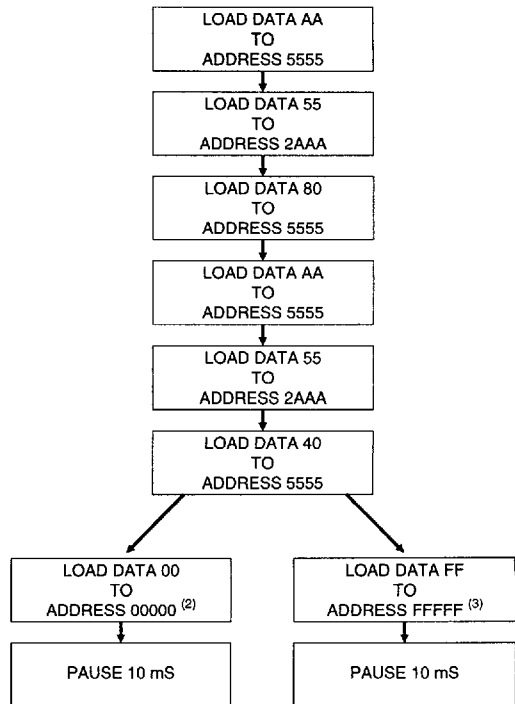 LOAD DATA AA
TO
ADDRESS 5555
LOAD DATA 55
TO
ADDRESS 2AAA
LOAD DATA 80
TO
ADDRESS 5555
LOAD DATA AA
TO
ADDRESS 5555
LOAD DATA 55
TO
ADDRESS 2AAA
LOAD DATA 40
TO
ADDRESS 5555
LOAD DATA 00
TO
ADDRESS 00000 (2)
PAUSE 10 mS
LOAD DATA FF
TO
ADDRESS FFFFF (3)
PAUSE 10 mS